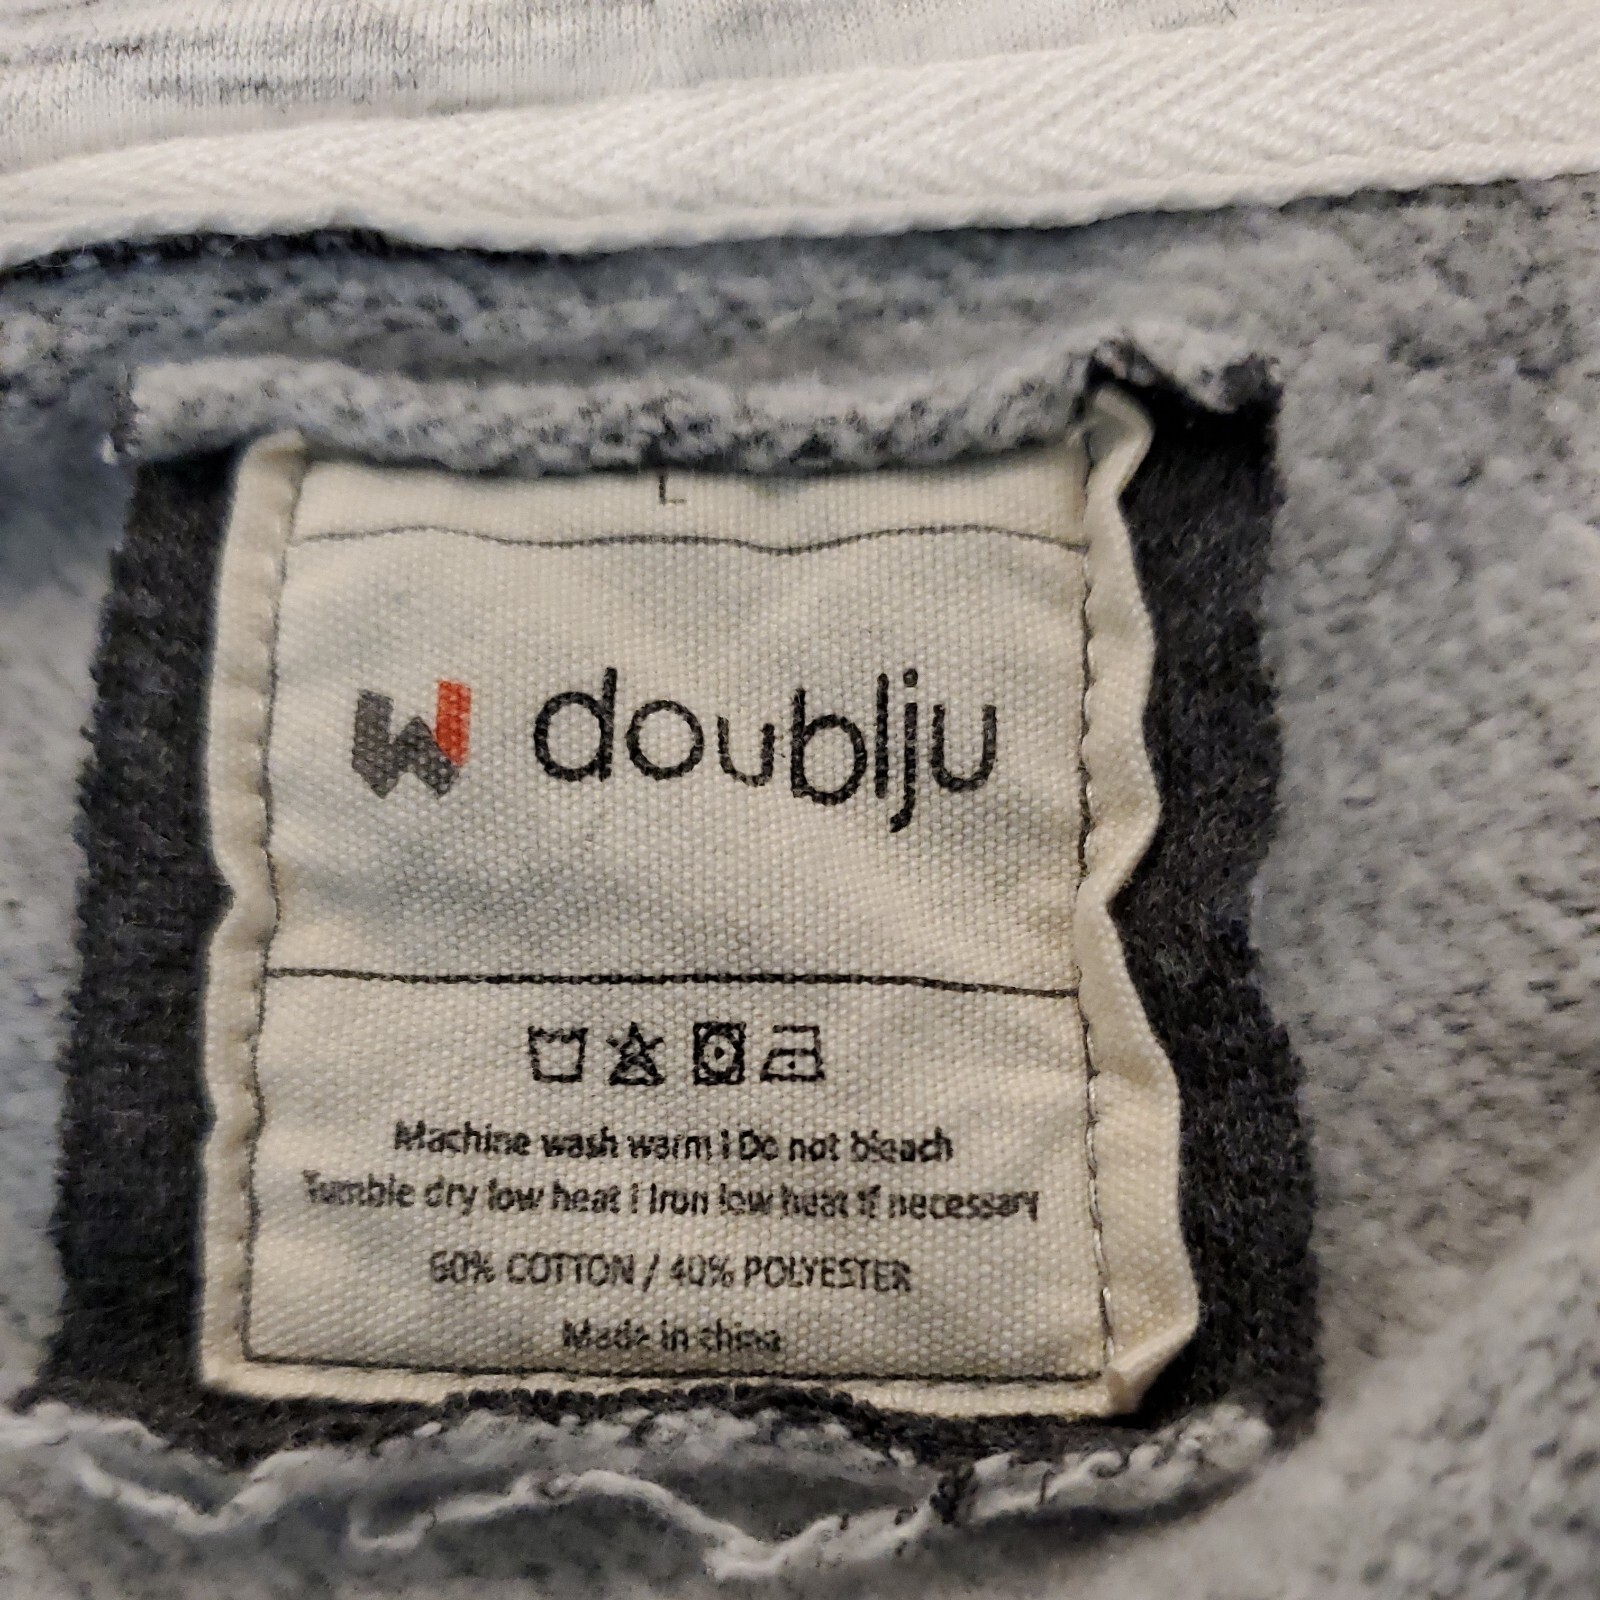 L
W doublju
Machine wash warm | Do not bleach
Tumble dry low heat | Iron low heat if necessary
60% COTTON / 40% POLYESTER
Made in china